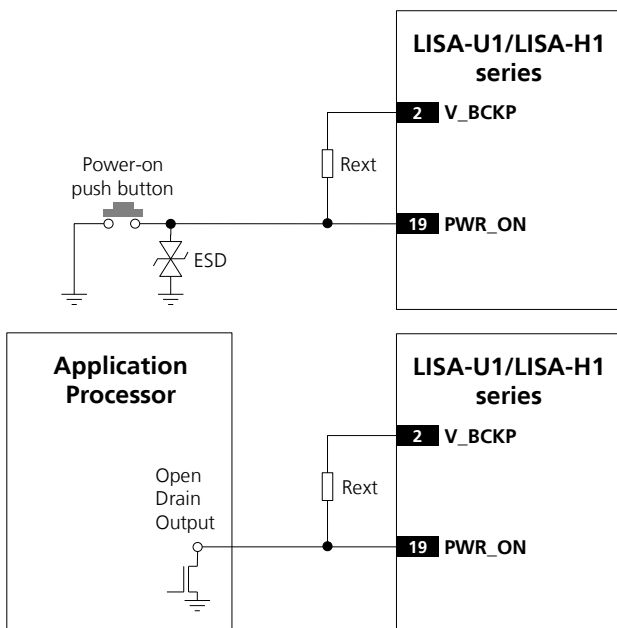 LISA-U1/LISA-H1
series
2 V_BCKP
Rext
Power-on
push button
19 PWR_ON
ESD
Application
Processor
LISA-U1/LISA-H1
series
2 V_BCKP
Rext
Open
Drain
Output
19 PWR_ON